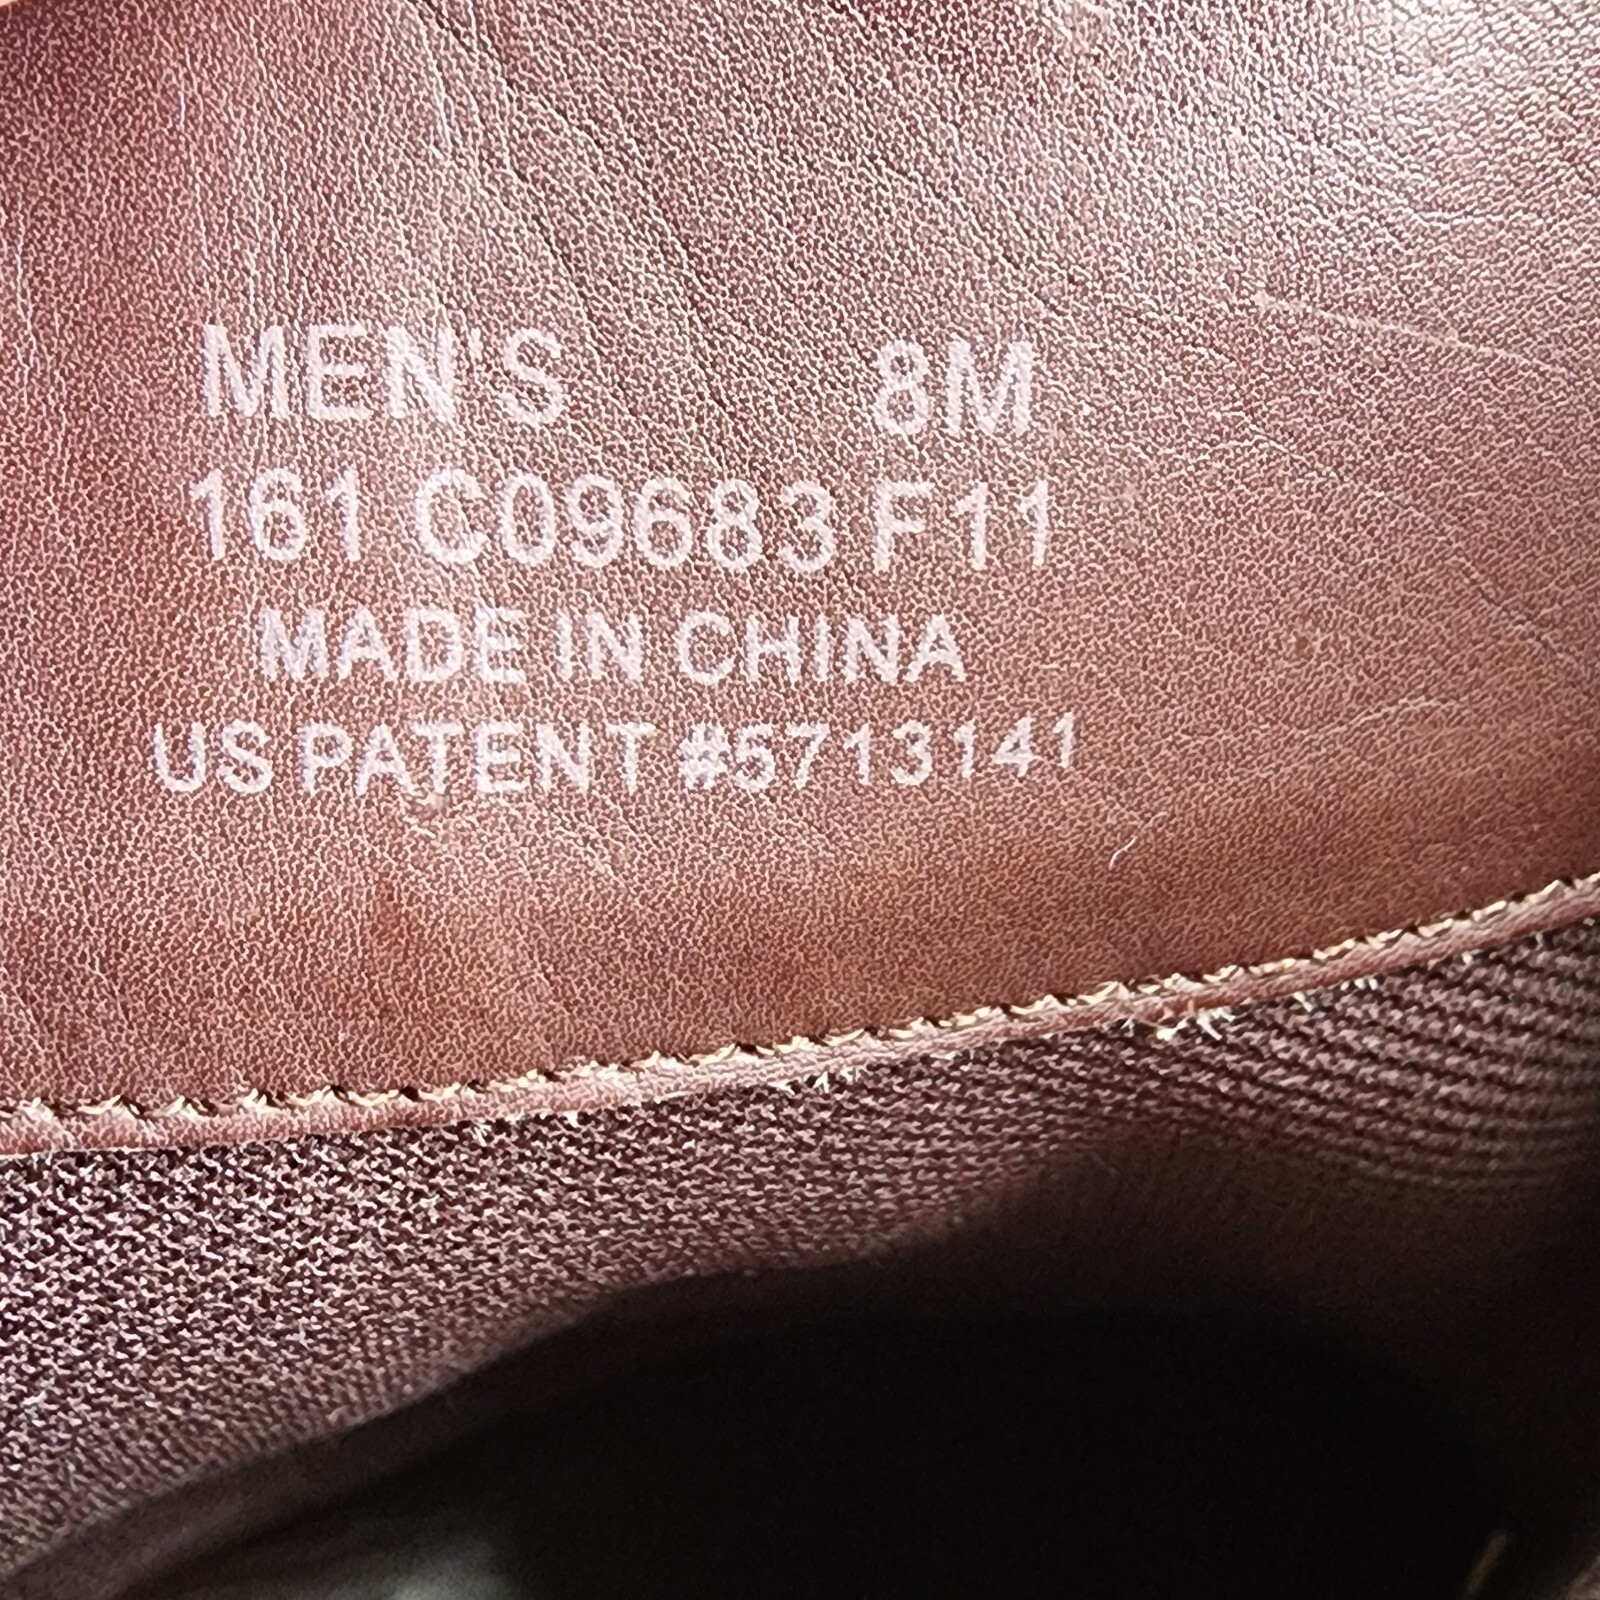 MEN'S 8M
161 C09683 F11
MADE IN CHINA
US PATENT #5713141